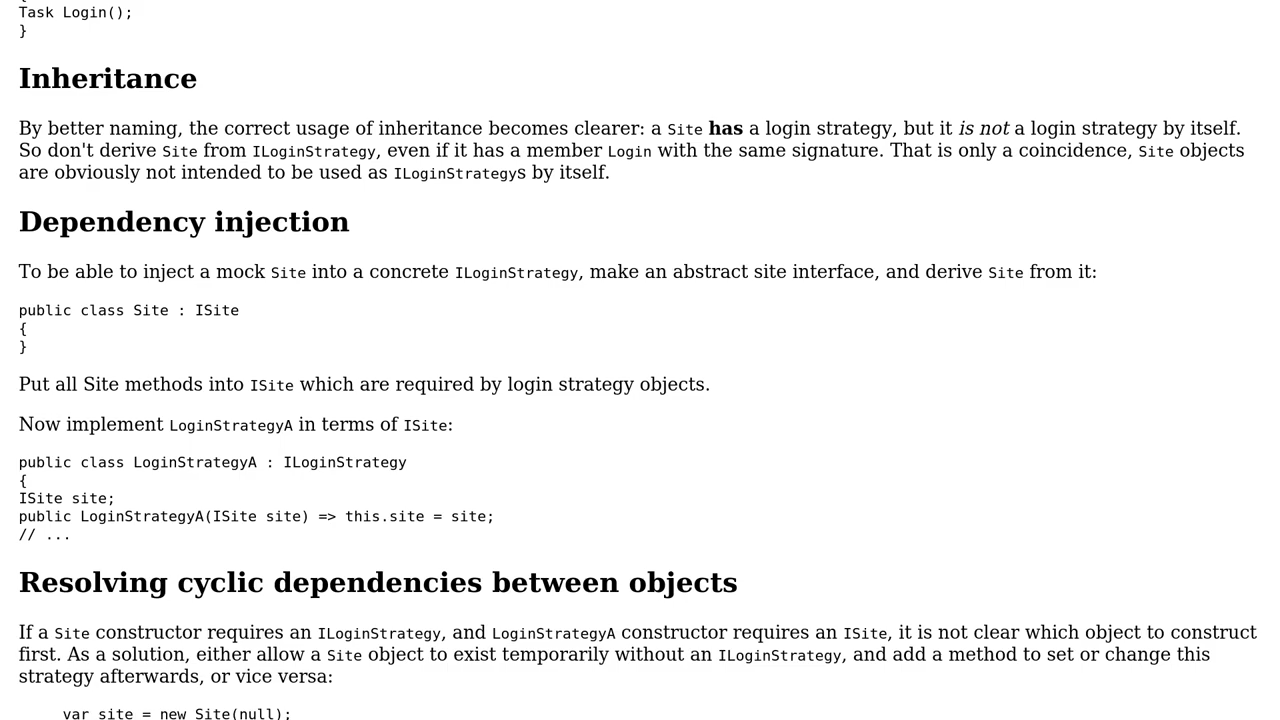 {
Task Login();
}
Inheritance
By better naming, the correct usage of inheritance becomes clearer: a Site has a login strategy, but it is not a login strategy by itself.
So don't derive Site from ILoginStrategy, even if it has a member Login with the same signature. That is only a coincidence, Site objects
are obviously not intended to be used as ILoginStrategys by itself.
Dependency injection
To be able to inject a mock Site into a concrete ILoginStrategy, make an abstract site interface, and derive Site from it:
public class Site : ISite
{
}
Put all Site methods into ISite which are required by login strategy objects.
Now implement LoginStrategyA in terms of ISite:
public class LoginStrategyA : ILoginStrategy
{
ISite site;
public LoginStrategyA(ISite site) => this.site = site;
// ...
Resolving cyclic dependencies between objects
If a Site constructor requires an ILoginStrategy, and LoginStrategyA constructor requires an ISite, it is not clear which object to construct
first. As a solution, either allow a Site object to exist temporarily without an ILoginStrategy, and add a method to set or change this
strategy afterwards, or vice versa:
var site = new Site(null);